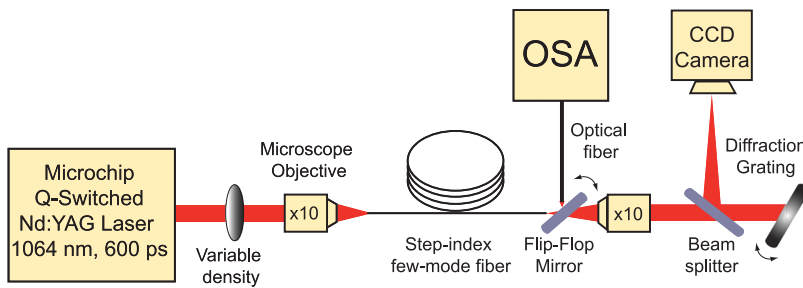 Microchip
Q-Switched
Nd:YAG Laser
1064 nm, 600 ps
Variable
density
Microscope
Objective
x10
Step-index
few-mode fiber
OSA
Optical
fiber
Flip-Flop
Mirror
x10
CCD
Camera
Beam
splitter
Diffraction
Grating